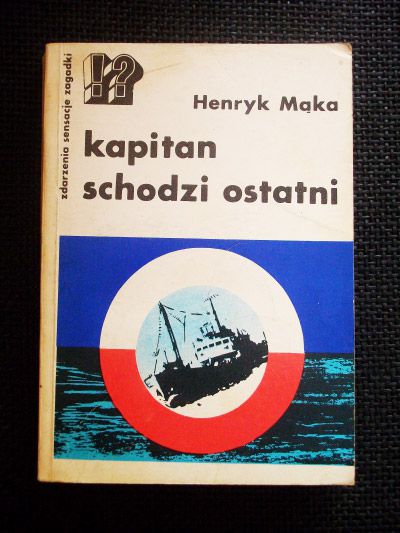 !?
zdarzenia sensacje zagadki
Henryk Mąka
kapitan
schodzi ostatni